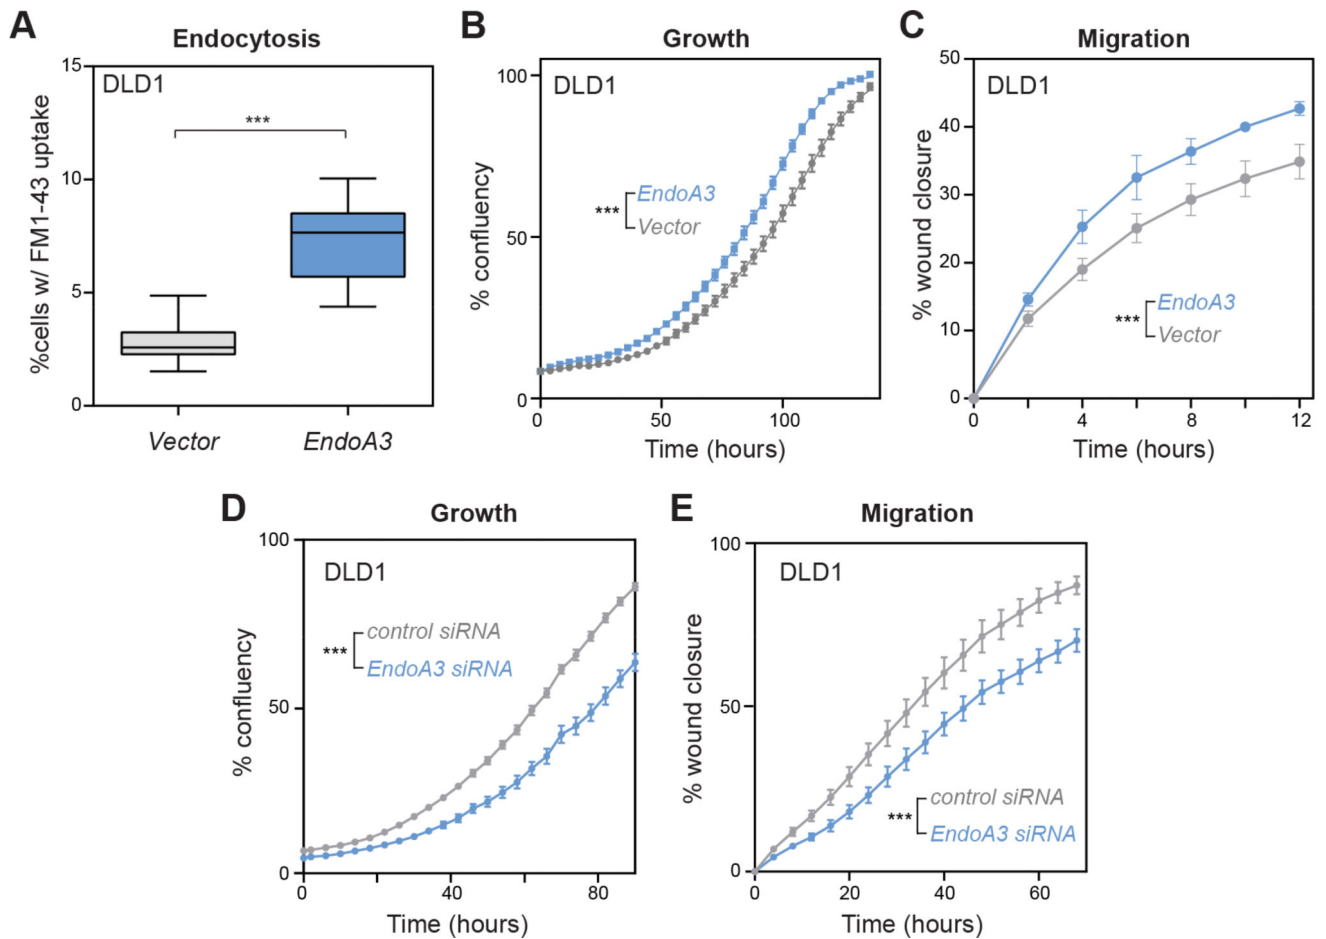 A
Endocytosis
DLD1
***
%cells w/ FM1-43 uptake
15
10
5
0
Vector
EndoA3
B
Growth
DLD1
% confluency
100
50
0
EndoA3
***
Vector
0
50
100
Time (hours)
C
Migration
DLD1
% wound closure
50
40
30
20
10
0
EndoA3
***
Vector
0
4
6
8
12
Time (hours)
D
Growth
DLD1
% confluency
100
50
0
control siRNA
***
EndoA3 siRNA
0
40
80
Time (hours)
E
Migration
DLD1
% wound closure
100
50
0
control siRNA
***
EndoA3 siRNA
0
20
40
60
Time (hours)